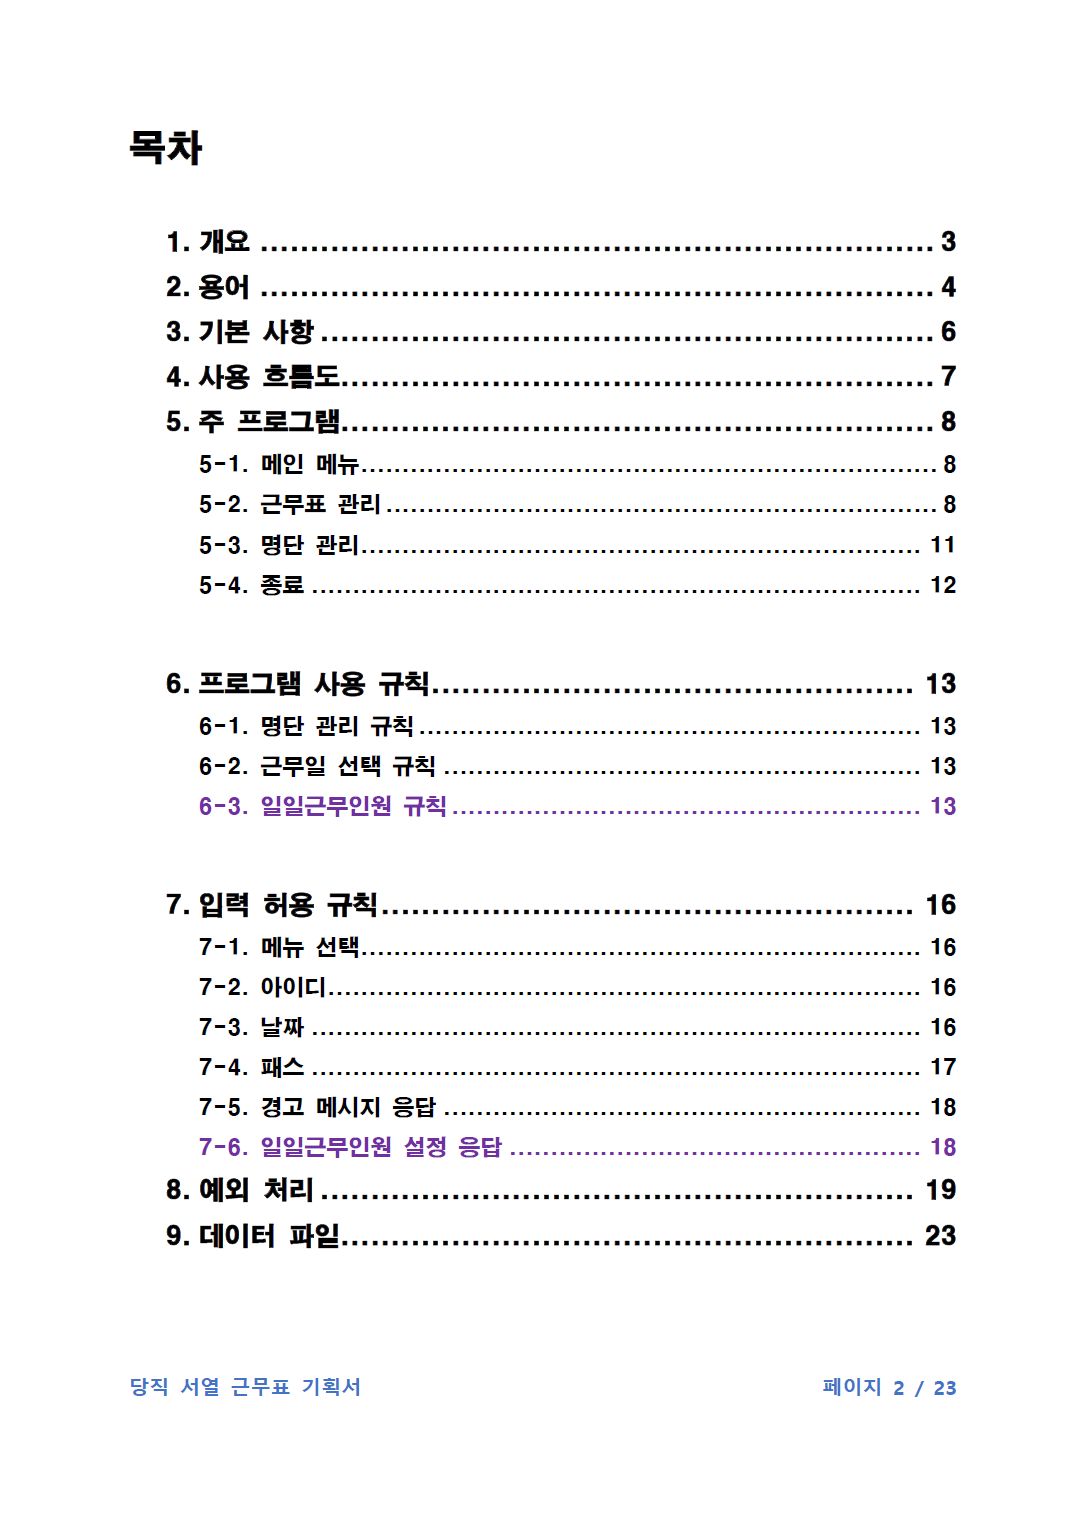 목차
1. 개요 ........................................................................ 3
2. 용어 ........................................................................ 4
3. 기본 사항 .................................................................. 6
4. 사용 흐름도................................................................ 7
5. 주 프로그램................................................................ 8
5-1. 메인 메뉴...................................................................... 8
5-2. 근무표 관리 ................................................................... 8
5-3. 명단 관리.................................................................... 11
5-4. 종료 .......................................................................... 12
6. 프로그램 사용 규칙................................................ 13
6-1. 명단 관리 규칙 ............................................................. 13
6-2. 근무일 선택 규칙 .......................................................... 13
6-3. 일일근무인원 규칙 ......................................................... 13
7. 입력 허용 규칙..................................................... 16
7-1. 메뉴 선택.................................................................... 16
7-2. 아이디........................................................................ 16
7-3. 날짜 .......................................................................... 16
7-4. 패스 .......................................................................... 17
7-5. 경고 메시지 응답 .......................................................... 18
7-6. 일일근무인원 설정 응답 .................................................. 18
8. 예외 처리 ........................................................... 19
9. 데이터 파일......................................................... 23
당직 서열 근무표 기획서 페이지 2 / 23